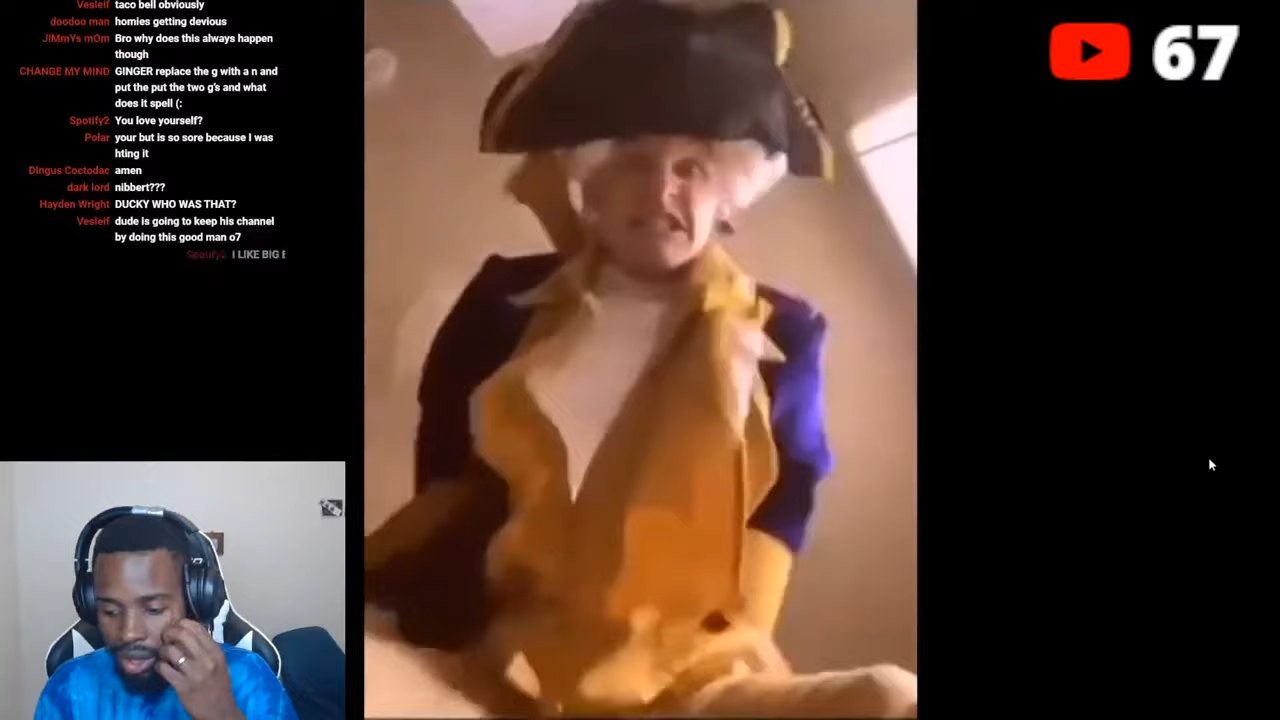 Vesleif taco bell obviously
doodoo man homies getting devious
JIMmYs mOm Bro why does this always happen
though
CHANGE MY MIND GINGER replace the g with a n and
put the put the two g's and what
does it spell (:
Spotify2 You love yourself?
Polar your but is so sore because I was
hting it
Dingus Coctodac amen
dark lord nibbert???
Hayden Wright DUCKY WHO WAS THAT?
Vesleif dude is going to keep his channel
by doing this good man o7
Spotify2 I LIKE BIG
67